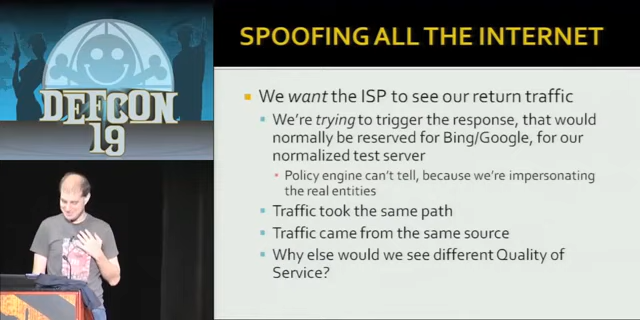 DEFCON
19
SPOOFING ALL THE INTERNET
We want the ISP to see our return traffic
We're trying to trigger the response, that would
normally be reserved for Bing/Google, for our
normalized test server
Policy engine can't tell, because we're impersonating
the real entities
Traffic took the same path
Traffic came from the same source
Why else would we see different Quality of
Service?